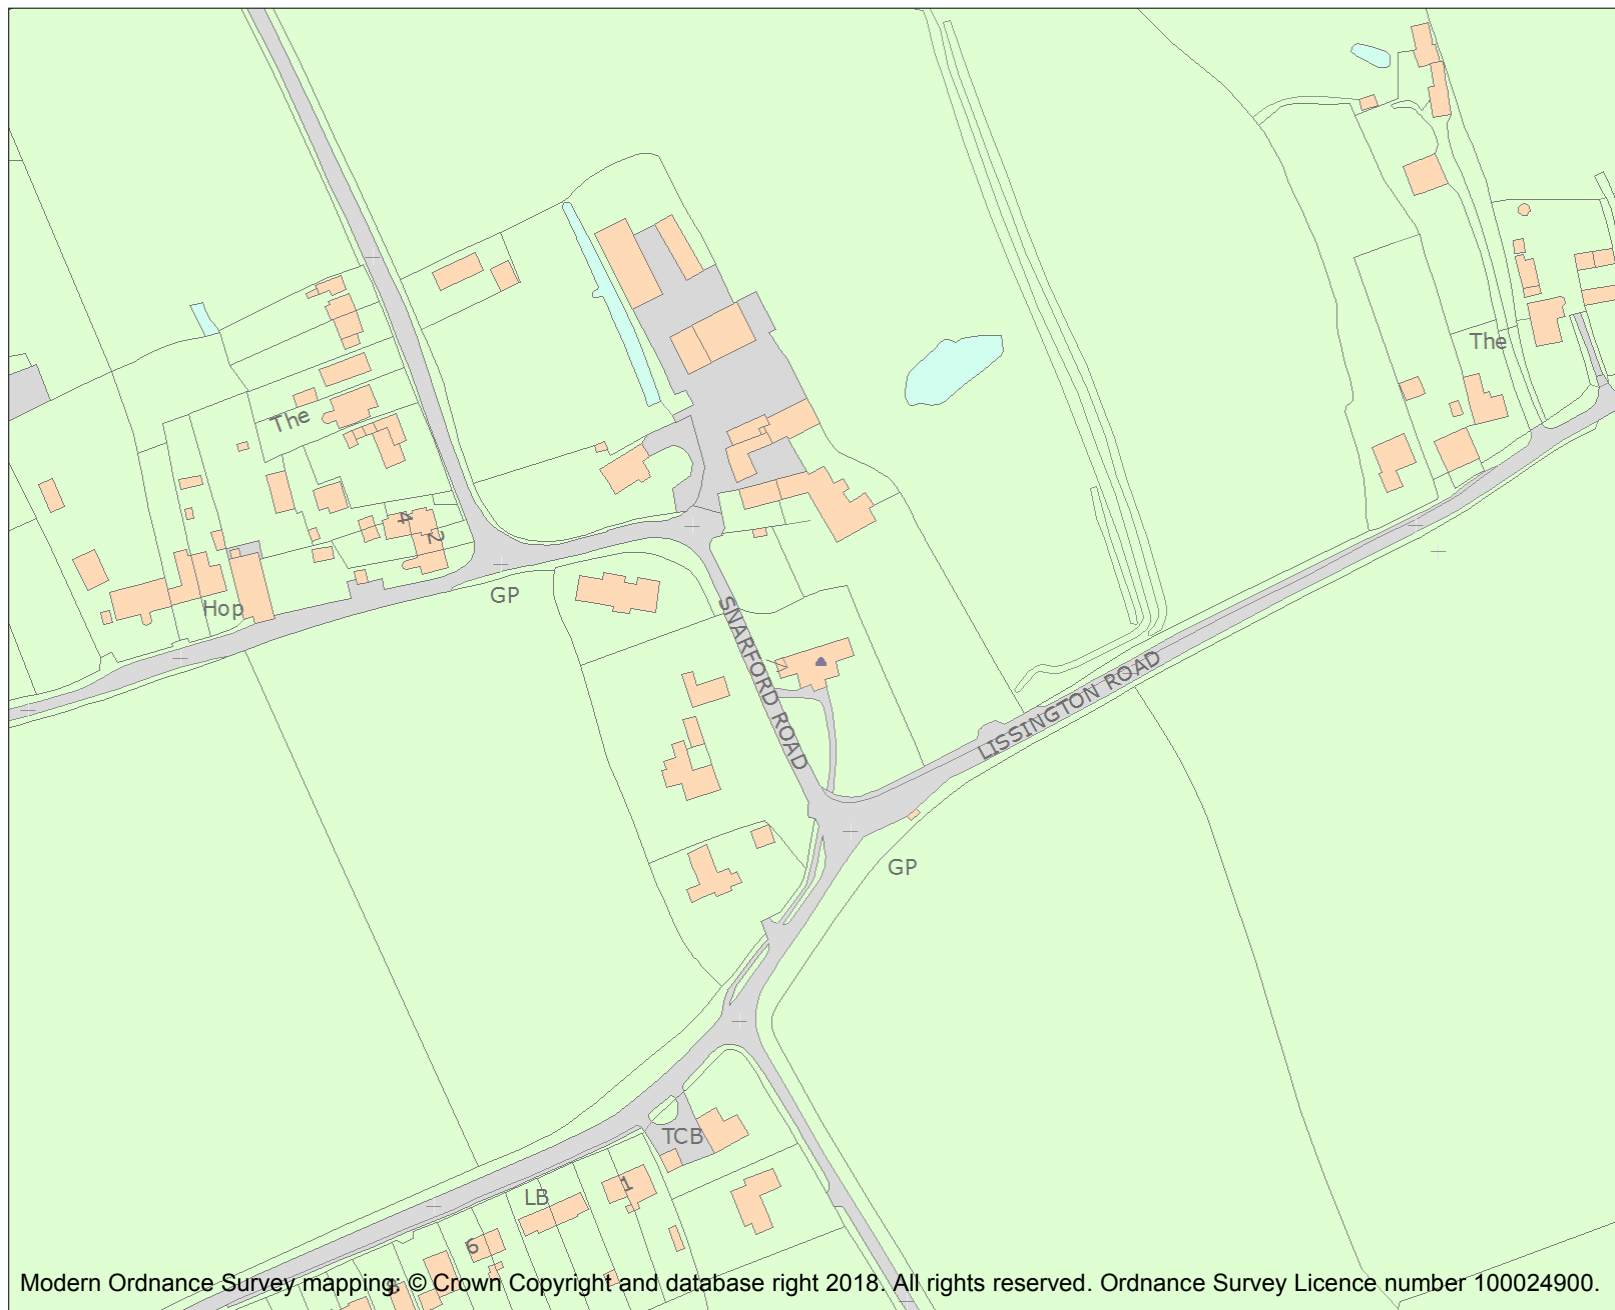 The
The
4
2
Hop
GP
SNARFORD ROAD
LISSINGTON ROAD
GP
TCB
1
LB
6
Modern Ordnance Survey mapping: © Crown Copyright and database right 2018. All rights reserved. Ordnance Survey Licence number 100024900.